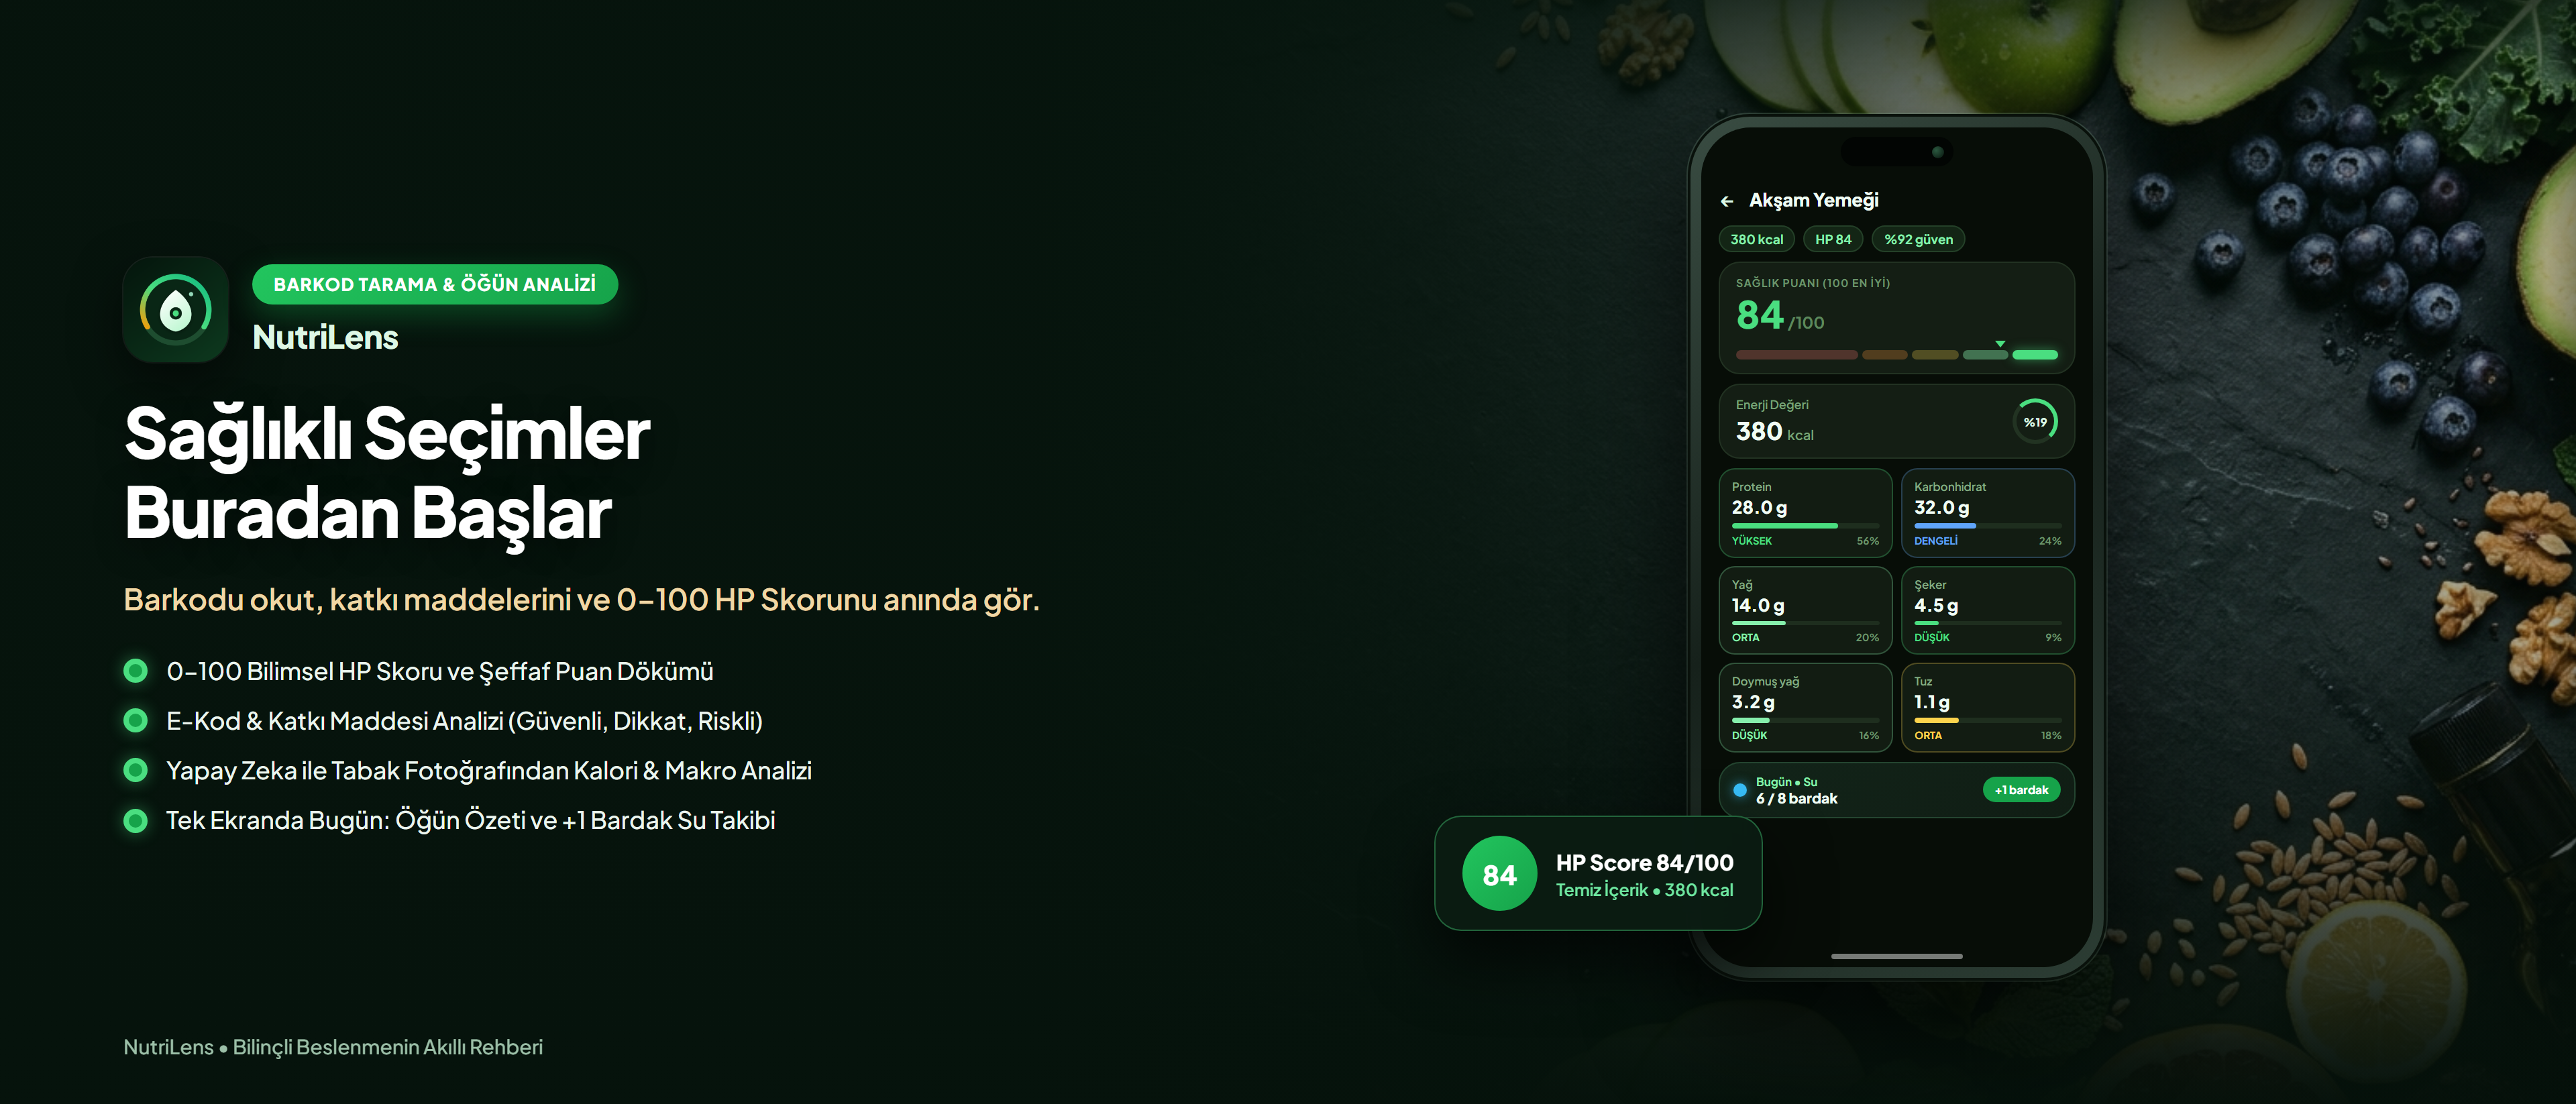 BARKOD TARAMA & ÖĞÜN ANALİZİ
NutriLens
Sağlıklı Seçimler
Buradan Başlar
Barkodu okut, katkı maddelerini ve 0–100 HP Skorunu anında gör.
0–100 Bilimsel HP Skoru ve Şeffaf Puan Dökümü
E-Kod & Katkı Maddesi Analizi (Güvenli, Dikkat, Riskli)
Yapay Zeka ile Tabak Fotoğrafından Kalori & Makro Analizi
Tek Ekranda Bugün: Öğün Özeti ve +1 Bardak Su Takibi
NutriLens • Bilinçli Beslenmenin Akıllı Rehberi
← Akşam Yemeği
380 kcal HP 84 %92 güven
SAĞLIK PUANI (100 EN İYİ)
84 /100
Enerji Değeri
380 kcal
%19
Protein
28.0 g
YÜKSEK 56%
Karbonhidrat
32.0 g
DENGELİ 24%
Yağ
14.0 g
ORTA 20%
Şeker
4.5 g
DÜŞÜK 9%
Doymuş yağ
3.2 g
DÜŞÜK 16%
Tuz
1.1 g
ORTA 18%
Bugün • Su
6 / 8 bardak
+1 bardak
84
HP Score 84/100
Temiz İçerik • 380 kcal